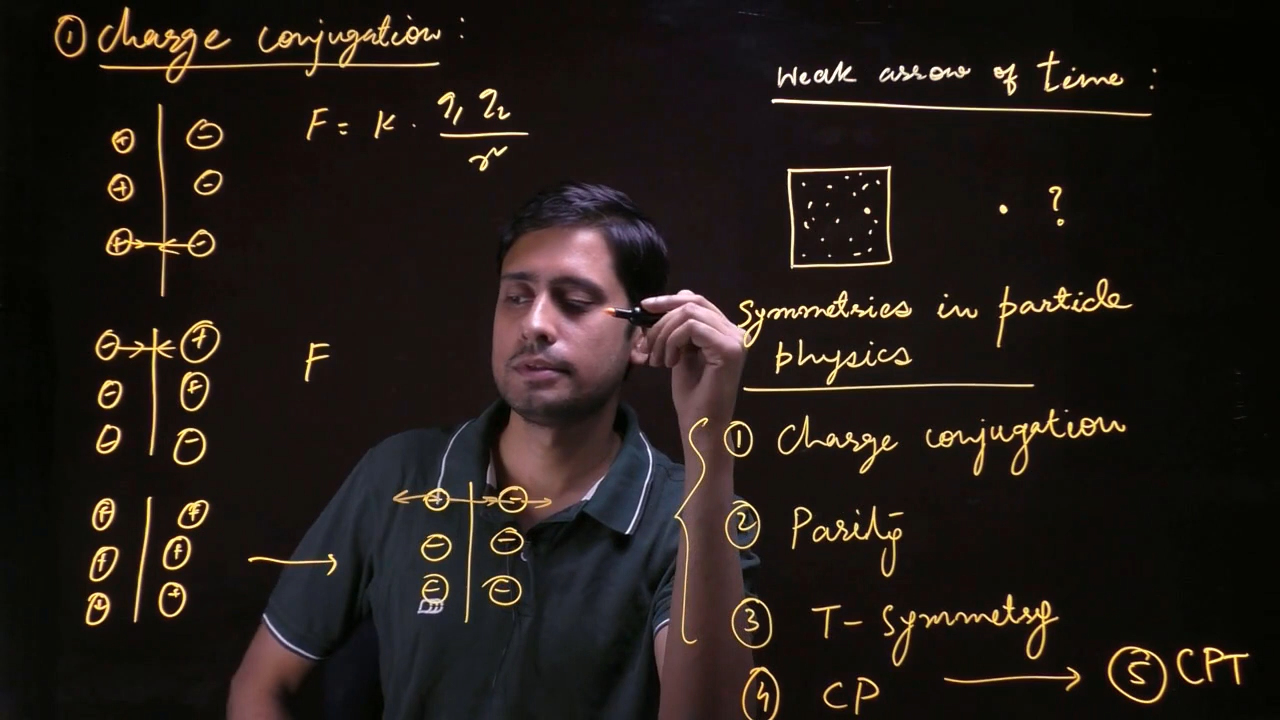 ① Charge conjugation:
F = K · q₁ q₂ / r²
+ −
+ −
+ −
− +
− +
− −
F
+ +
+ +
+ +
+ −
− −
− −
Weak arrow of time :
?
Symmetries in particle
physics
① Charge conjugation
② Parity
③ T- Symmetry
④ CP → ⑤ CPT